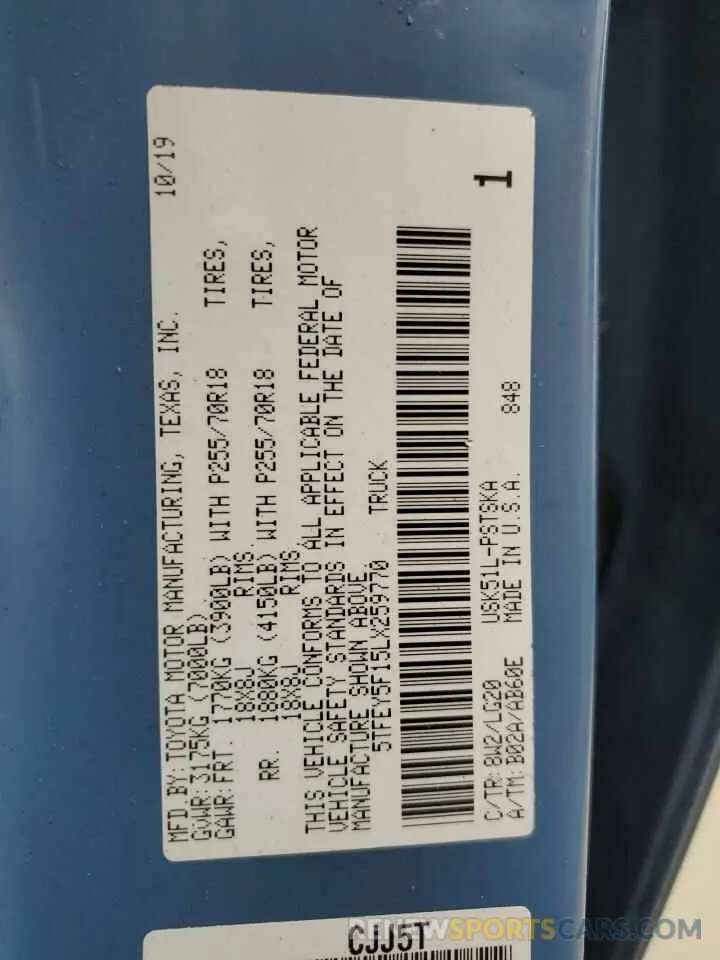 MFD.BY:TOYOTA MOTOR MANUFACTURING, TEXAS, INC. 10/19
GVWR:3175KG (7000LB)
GAWR:FRT. 1770KG (3900LB) WITH P255/70R18 TIRES,
18X8J RIMS.
RR. 1880KG (4150LB) WITH P255/70R18 TIRES,
18X8J RIMS
THIS VEHICLE CONFORMS TO ALL APPLICABLE FEDERAL MOTOR
VEHICLE SAFETY STANDARDS IN EFFECT ON THE DATE OF
MANUFACTURE SHOWN ABOVE
5TFEY5F15LX259770 TRUCK
1
C/TR:8W2/LG20 USK51L-PSTSKA
A/TM:B02A/AB60E MADE IN U.S.A. 848
CJJ5T
RENEWSPORTSCARS.COM